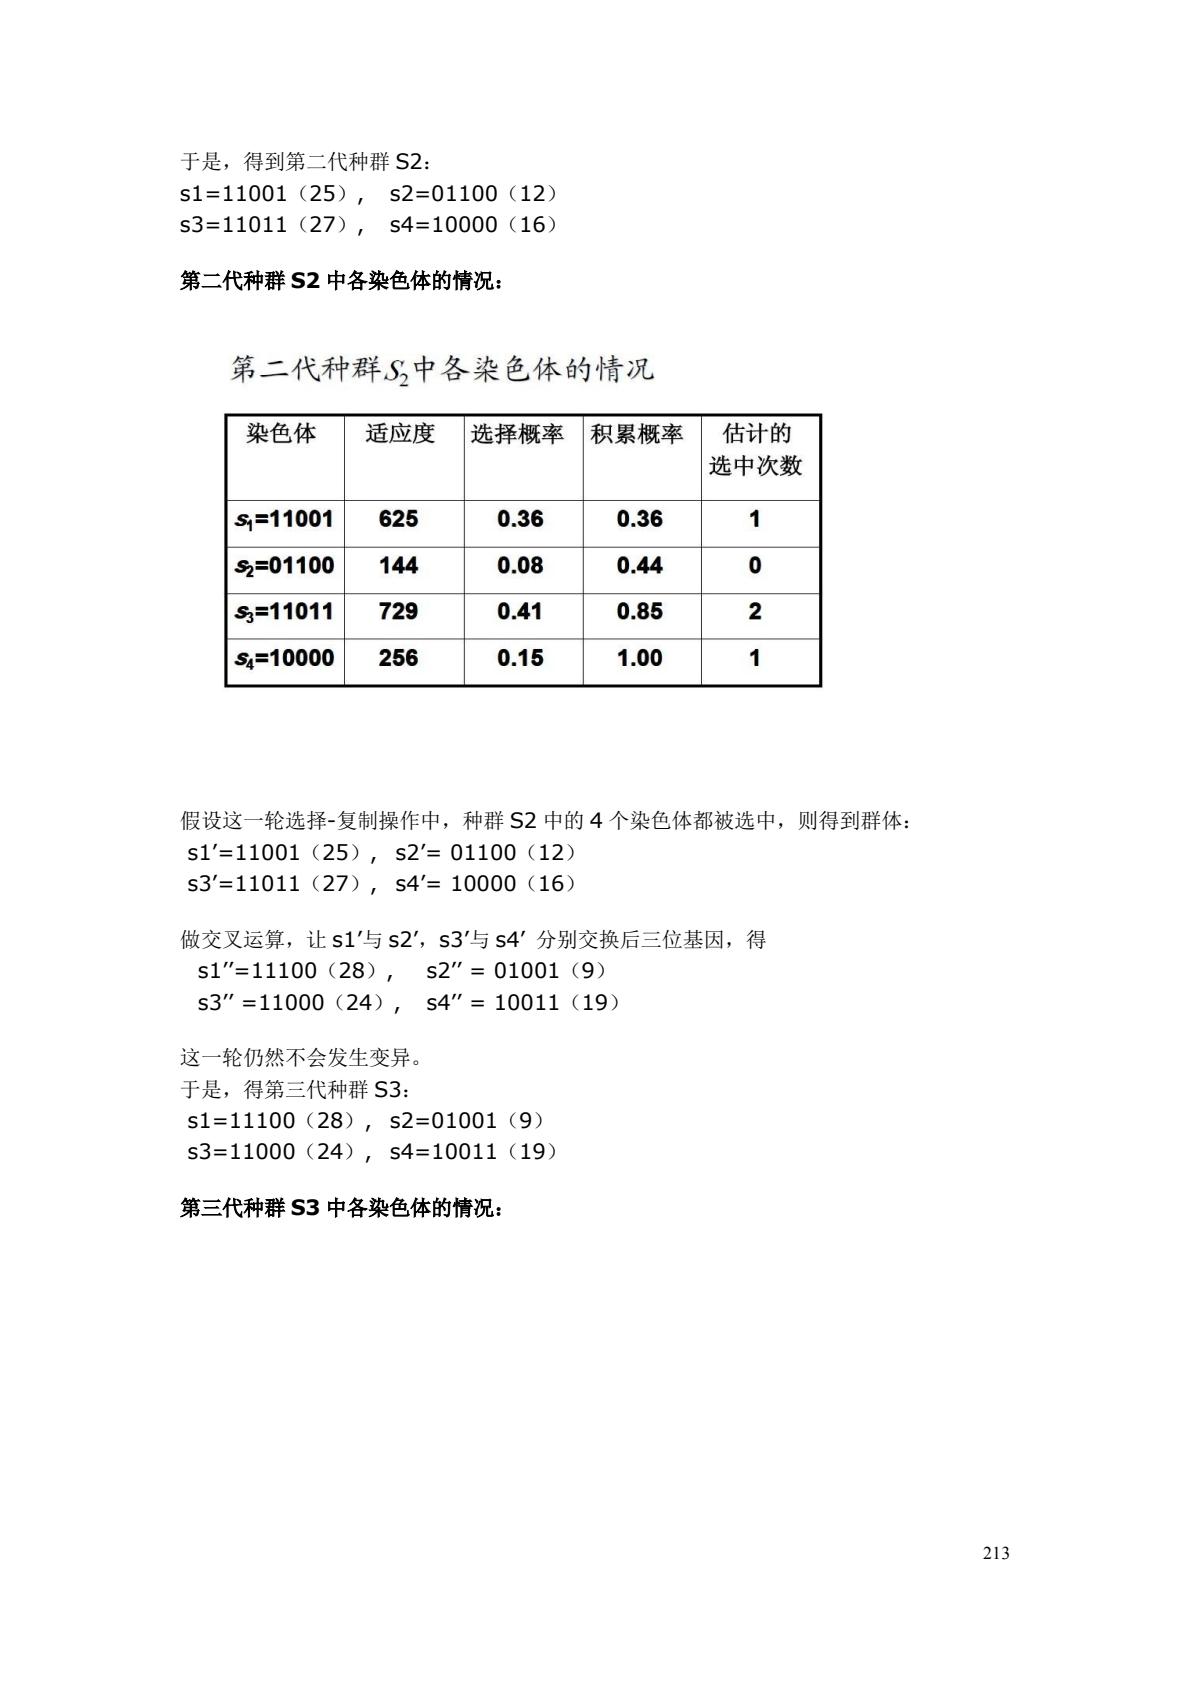 于是，得到第二代种群 S2：
s1=11001（25）, s2=01100（12）
s3=11011（27）, s4=10000（16）
第二代种群 S2 中各染色体的情况：
第二代种群S₂中各染色体的情况
染色体 适应度 选择概率 积累概率 估计的
选中次数
s₁=11001 625 0.36 0.36 1
s₂=01100 144 0.08 0.44 0
s₃=11011 729 0.41 0.85 2
s₄=10000 256 0.15 1.00 1
假设这一轮选择-复制操作中，种群 S2 中的 4 个染色体都被选中，则得到群体：
s1’=11001（25）, s2’= 01100（12）
s3’=11011（27）, s4’= 10000（16）
做交叉运算，让 s1’与 s2’，s3’与 s4’ 分别交换后三位基因，得
s1’’=11100（28）, s2’’ = 01001（9）
s3’’ =11000（24）, s4’’ = 10011（19）
这一轮仍然不会发生变异。
于是，得第三代种群 S3：
s1=11100（28）, s2=01001（9）
s3=11000（24）, s4=10011（19）
第三代种群 S3 中各染色体的情况：
213